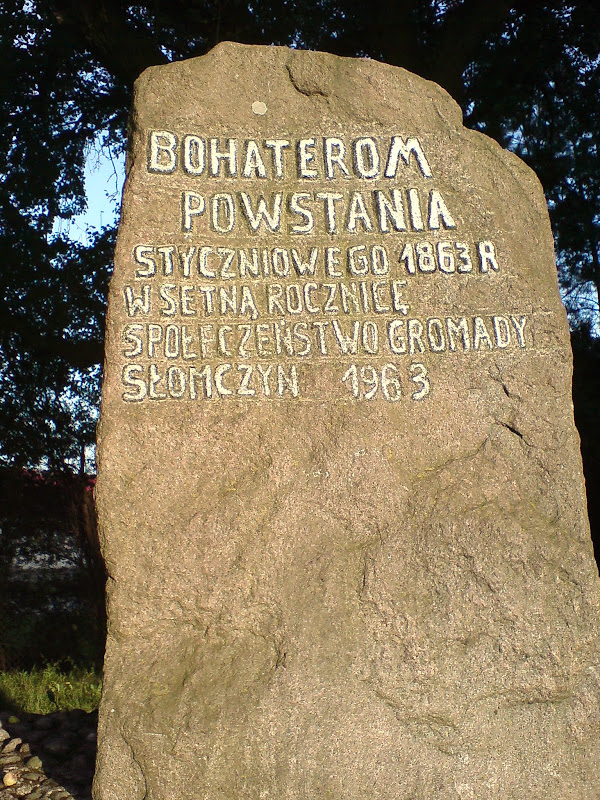 BOHATEROM
POWSTANIA
STYCZNIOWEGO 1863 R
W SETNĄ ROCZNICĘ
SPOŁECZEŃSTWO GROMADY
SŁOMCZYN 1963